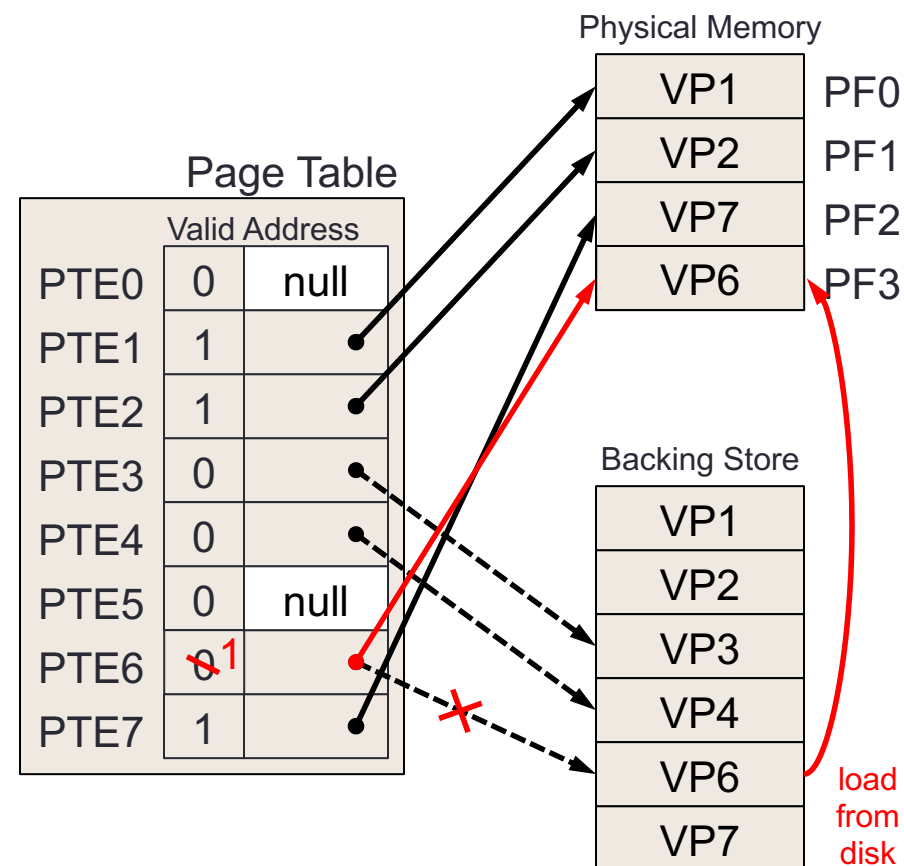 Physical Memory
VP1 PF0
VP2 PF1
VP7 PF2
VP6 PF3
Page Table
Valid Address
PTE0 0 null
PTE1 1
PTE2 1
PTE3 0
PTE4 0
PTE5 0 null
PTE6 0 1
PTE7 1
Backing Store
VP1
VP2
VP3
VP4
VP6
VP7
load
from
disk